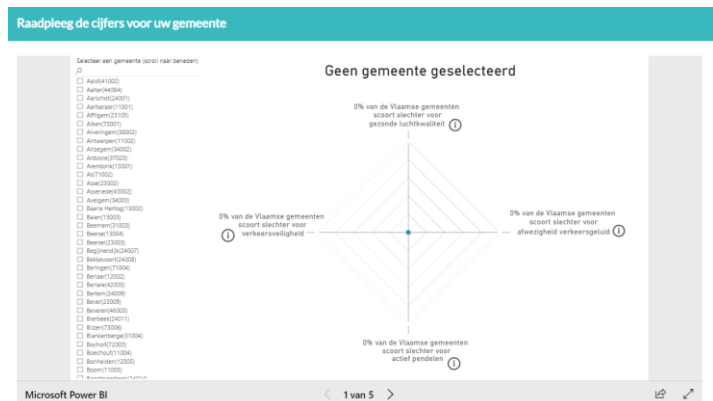 Raadpleeg de cijfers voor uw gemeente
Selecteer een gemeente (scroll naar beneden)
Aalst(41002)
Aalter(44084)
Aarschot(24001)
Aartselaar(11001)
Affligem(23105)
Alken(73001)
Alveringem(38002)
Antwerpen(11002)
Anzegem(34002)
Ardooie(37020)
Arendonk(13001)
As(71002)
Asse(23002)
Assenede(43002)
Avelgem(34003)
Baarle Hertog(13002)
Balen(13003)
Beernem(31003)
Beerse(13004)
Beersel(23003)
Begijnendijk(24007)
Bekkevoort(24008)
Beringen(71004)
Berlaar(12002)
Berlare(42003)
Bertem(24009)
Bever(23009)
Beveren(46003)
Bierbeek(24011)
Bilzen(73006)
Blankenberge(31004)
Bocholt(72003)
Boechout(11004)
Bonheiden(12005)
Boom(11005)
Geen gemeente geselecteerd
0% van de Vlaamse gemeenten
scoort slechter voor
gezonde luchtkwaliteit
0% van de Vlaamse gemeenten
scoort slechter voor
verkeersveiligheid
0% van de Vlaamse gemeenten
scoort slechter voor
afwezigheid verkeersgeluid
0% van de Vlaamse gemeenten
scoort slechter voor
actief pendelen
Microsoft Power BI
1 van 5